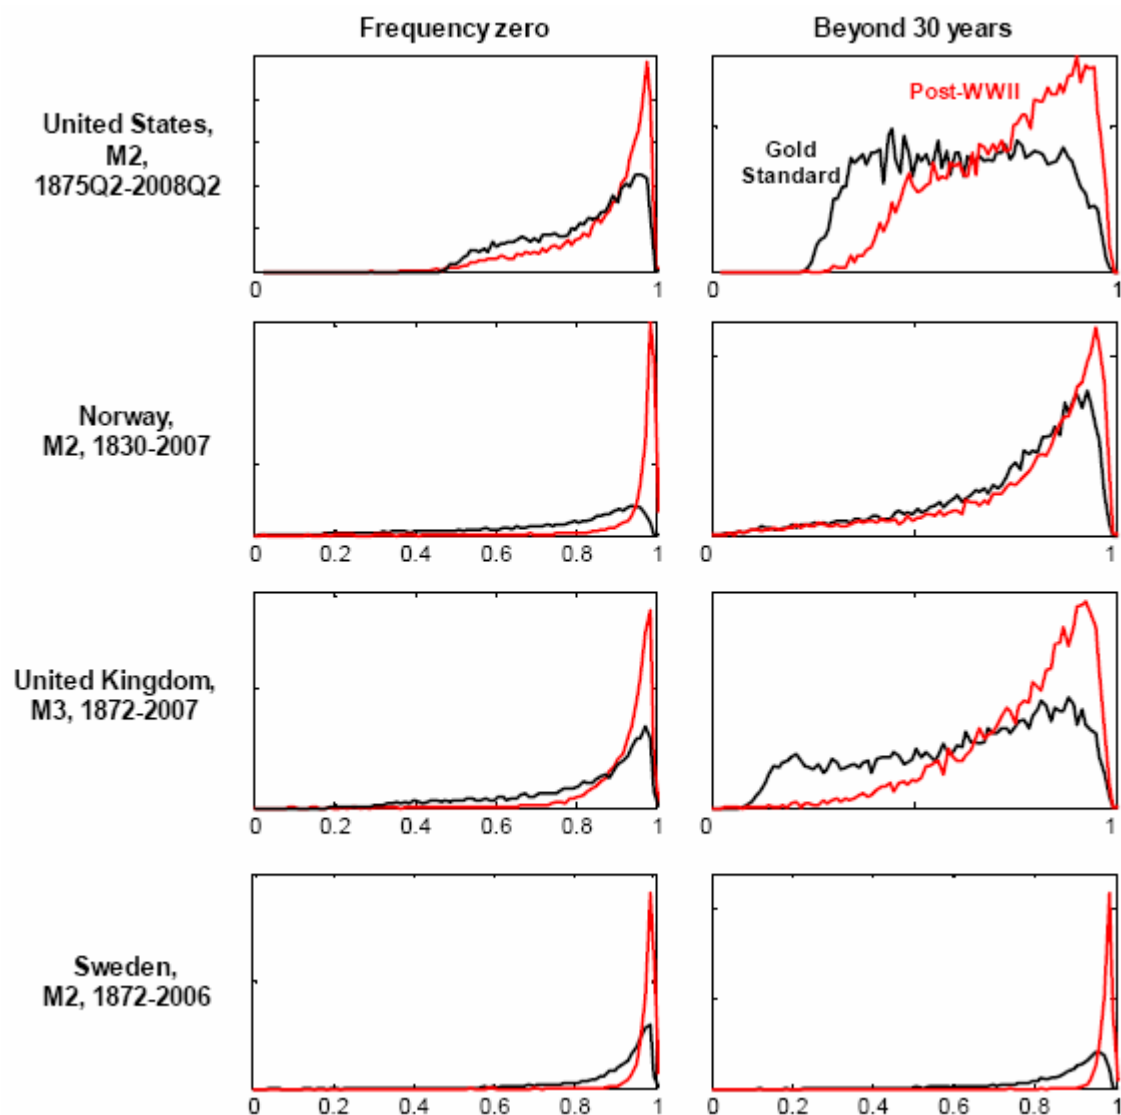 Frequency zero
Beyond 30 years
United States,
M2,
1875Q2-2008Q2
Post-WWII
Gold
Standard
0 1
0 1
Norway,
M2, 1830-2007
0 0.2 0.4 0.6 0.8 1
0 1
United Kingdom,
M3, 1872-2007
0 0.2 0.4 0.6 0.8 1
0 1
Sweden,
M2, 1872-2006
0 0.2 0.4 0.6 0.8 1
0 0.2 0.4 0.6 0.8 1